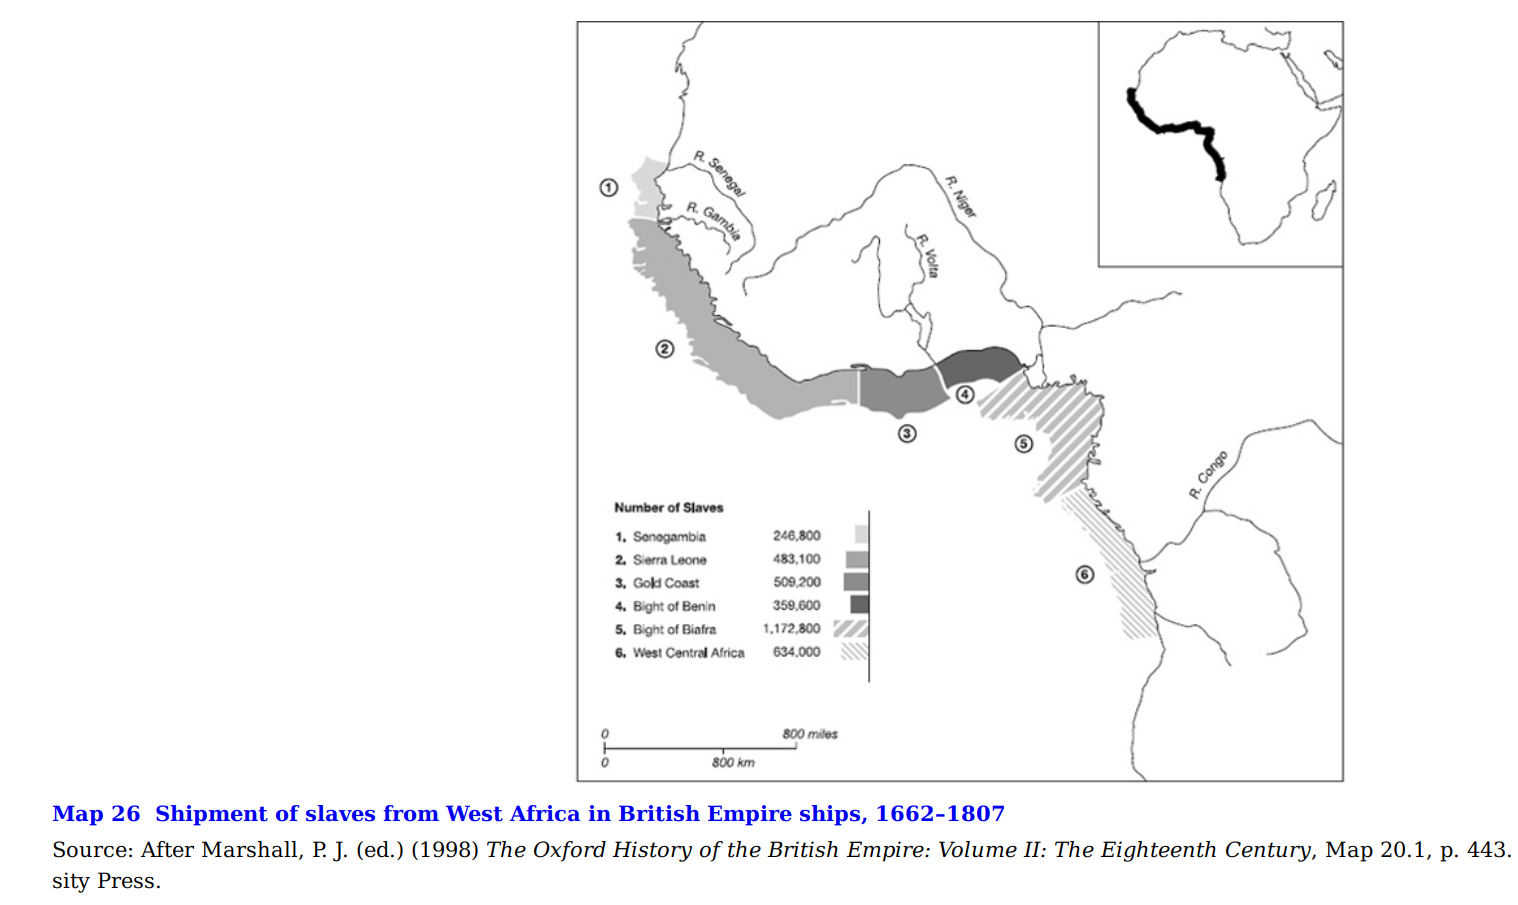 R. Senegal
①
R. Gambia
R. Niger
R. Volta
②
④
③
⑤
R. Congo
⑥
Number of Slaves
1. Senegambia 246,800
2. Sierra Leone 483,100
3. Gold Coast 509,200
4. Bight of Benin 359,600
5. Bight of Biafra 1,172,800
6. West Central Africa 634,000
0 800 miles
0 800 km
Map 26 Shipment of slaves from West Africa in British Empire ships, 1662–1807
Source: After Marshall, P. J. (ed.) (1998) The Oxford History of the British Empire: Volume II: The Eighteenth Century, Map 20.1, p. 443.
sity Press.